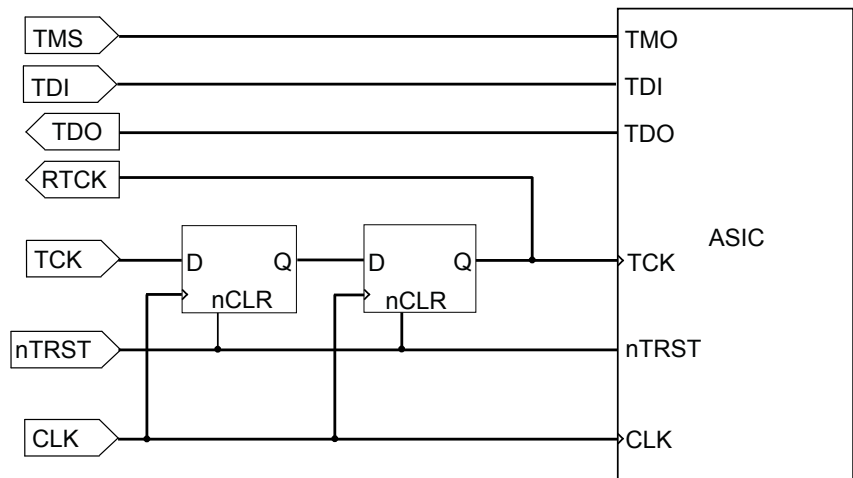 TMS TMO
TDI TDI
TDO TDO
RTCK
ASIC
TCK D Q D Q TCK
nCLR nCLR
nTRST nTRST
CLK CLK